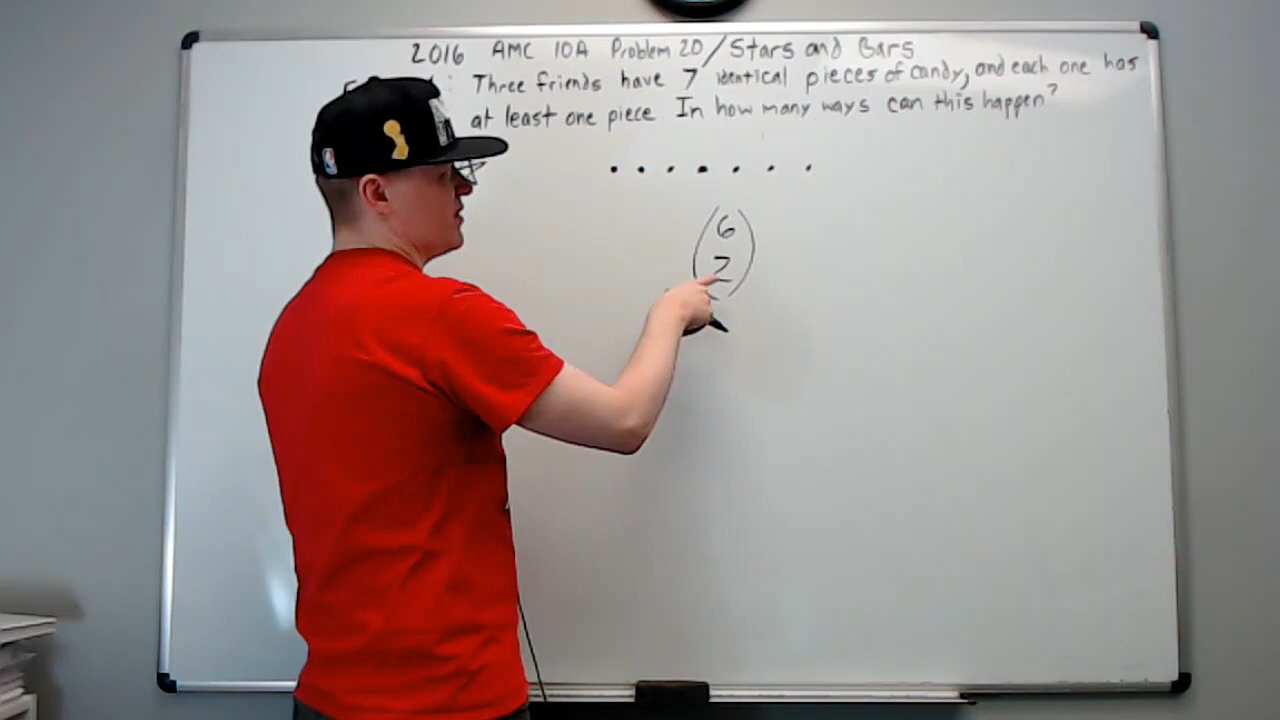 2016 AMC 10A Problem 20/Stars and Bars
: Three friends have 7 identical pieces of candy, and each one has
at least one piece In how many ways can this happen?
6
2